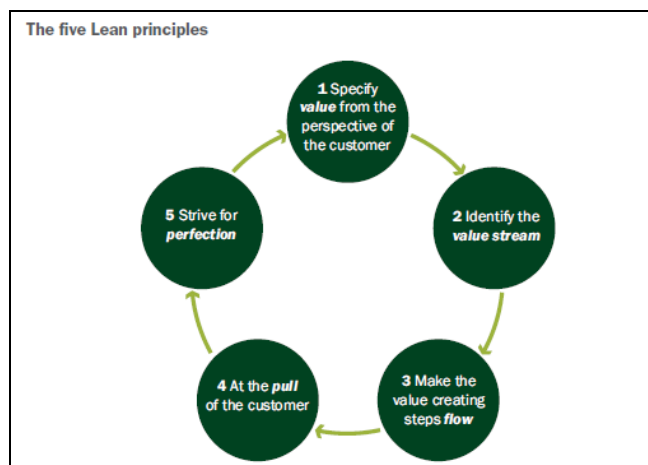 The five Lean principles
1 Specify
value from the
perspective of
the customer
2 Identify the
value stream
3 Make the
value creating
steps flow
4 At the pull
of the customer
5 Strive for
perfection